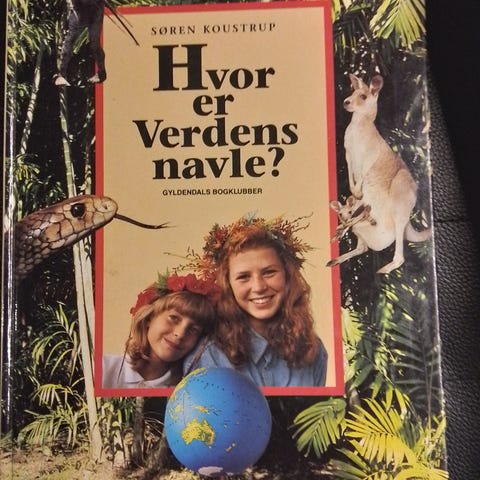 SØREN KOUSTRUP
Hvor
er
Verdens
navle?
GYLDENDALS BOGKLUBBER